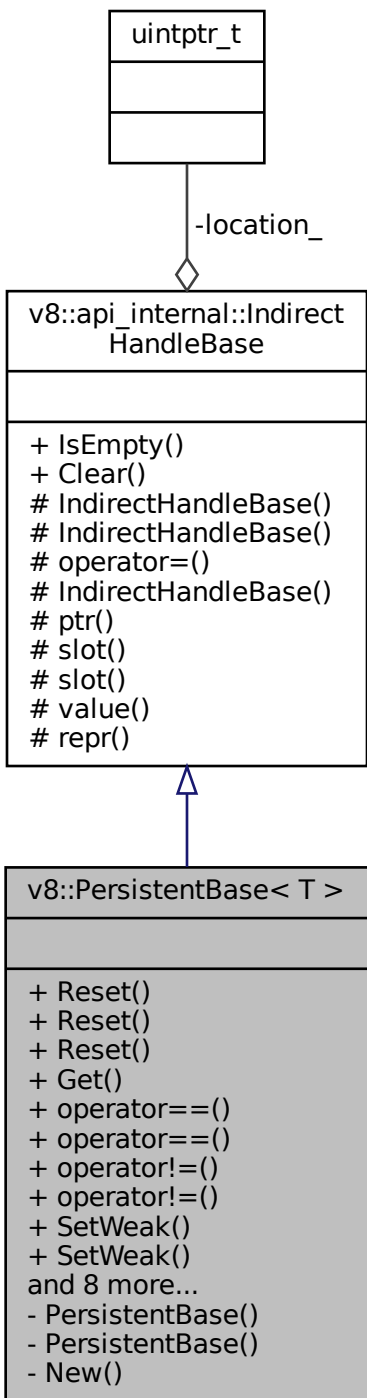 uintptr_t
-location_
v8::api_internal::Indirect
HandleBase
+ IsEmpty()
+ Clear()
# IndirectHandleBase()
# IndirectHandleBase()
# operator=()
# IndirectHandleBase()
# ptr()
# slot()
# slot()
# value()
# repr()
v8::PersistentBase< T >
+ Reset()
+ Reset()
+ Reset()
+ Get()
+ operator==()
+ operator==()
+ operator!=()
+ operator!=()
+ SetWeak()
+ SetWeak()
and 8 more...
- PersistentBase()
- PersistentBase()
- New()